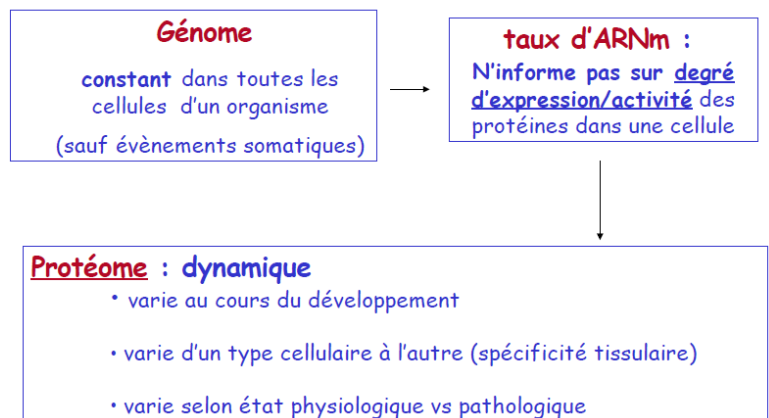 Génome
constant dans toutes les
cellules d'un organisme
(sauf évènements somatiques)
taux d'ARNm :
N'informe pas sur degré
d'expression/activité des
protéines dans une cellule
Protéome : dynamique
• varie au cours du développement
• varie d'un type cellulaire à l'autre (spécificité tissulaire)
• varie selon état physiologique vs pathologique